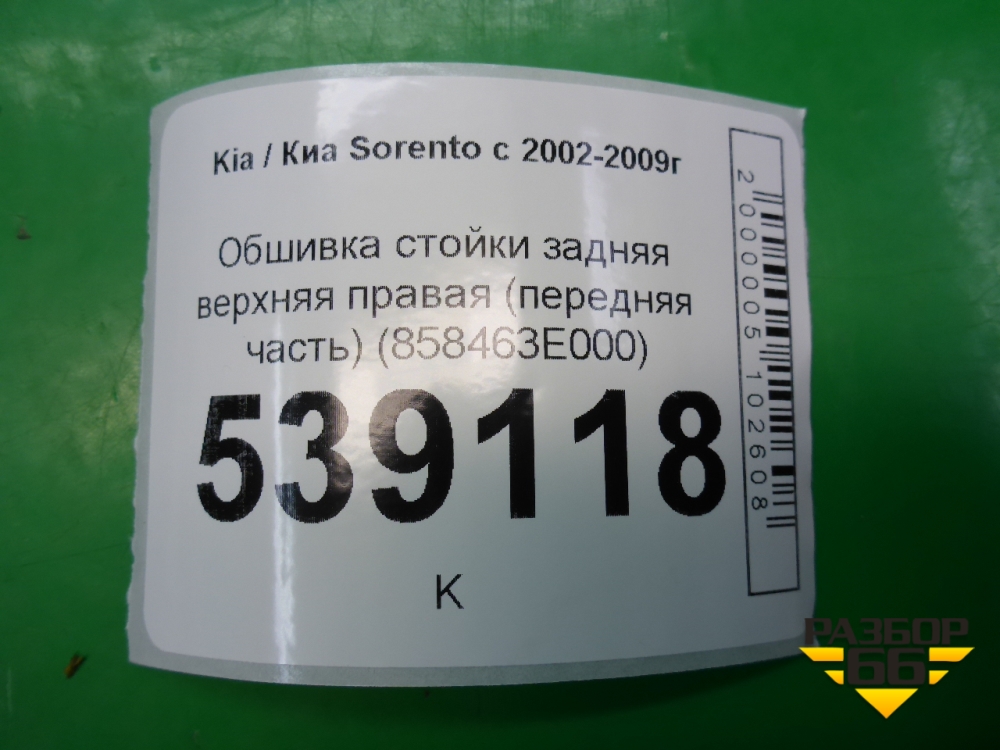 Kia / Киа Sorento с 2002-2009г
Обшивка стойки задняя
верхняя правая (передняя
часть) (858463E000)
539118
К
2000005102608
РАЗБОР
66